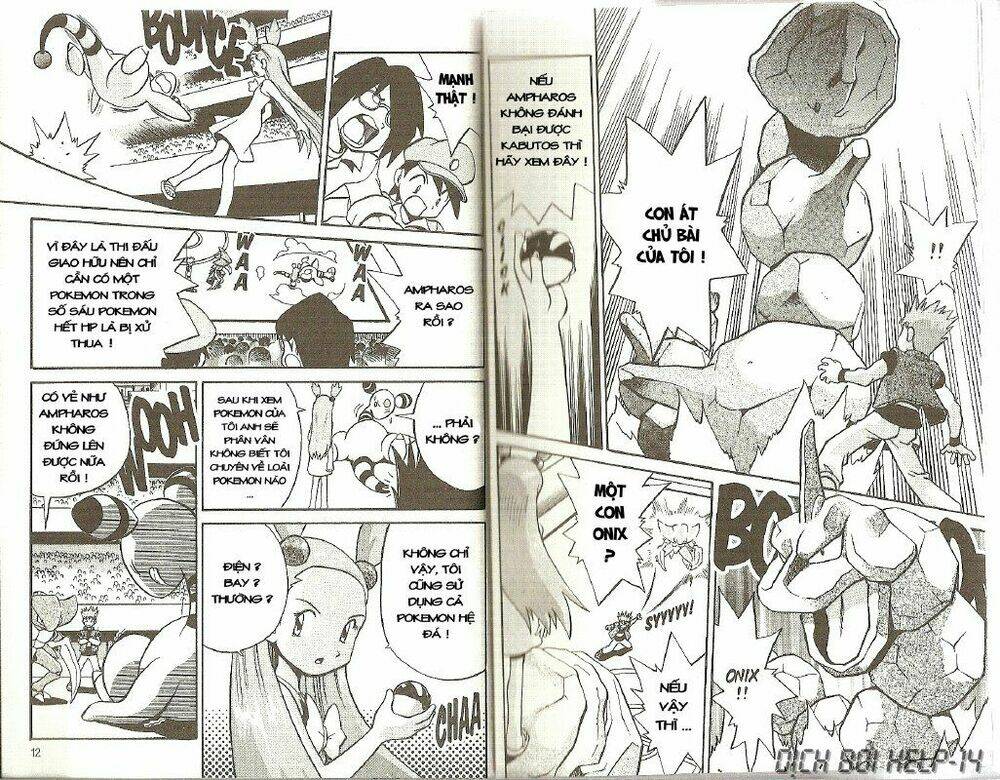 BOUNCE
MẠNH
THẬT !
VÌ ĐÂY LÀ THI ĐẤU
GIAO HỮU NÊN CHỈ
CẦN CÓ MỘT
POKEMON TRONG
SỐ SÁU POKEMON
HẾT HP LÀ BỊ XỬ
THUA !
WAA
WAA
AMPHAROS
RA SAO
RỒI ?
CÓ VẺ NHƯ
AMPHAROS
KHÔNG
ĐỨNG LÊN
ĐƯỢC NỮA
RỒI !
WPOOH
SAU KHI XEM
POKEMON CỦA
TÔI ANH SẼ
PHÂN VÂN
KHÔNG BIẾT TÔI
CHUYÊN VỀ LOÀI
POKEMON NÀO
...
... PHẢI
KHÔNG ?
ĐIỆN ?
BAY ?
THƯỜNG ?
KHÔNG CHỈ
VẬY, TÔI
CŨNG SỬ
DỤNG CẢ
POKEMON HỆ
ĐÁ !
CHAA
12
NẾU
AMPHAROS
KHÔNG ĐÁNH
BẠI ĐƯỢC
KABUTOS THÌ
HÃY XEM ĐÂY !
CON ÁT
CHỦ BÀI
CỦA TÔI !
!!
MỘT
CON
ONIX
?
SYYYYY!
NẾU
VẬY
THÌ ...
ONIX
!!
DỊCH BỞI HELP-14